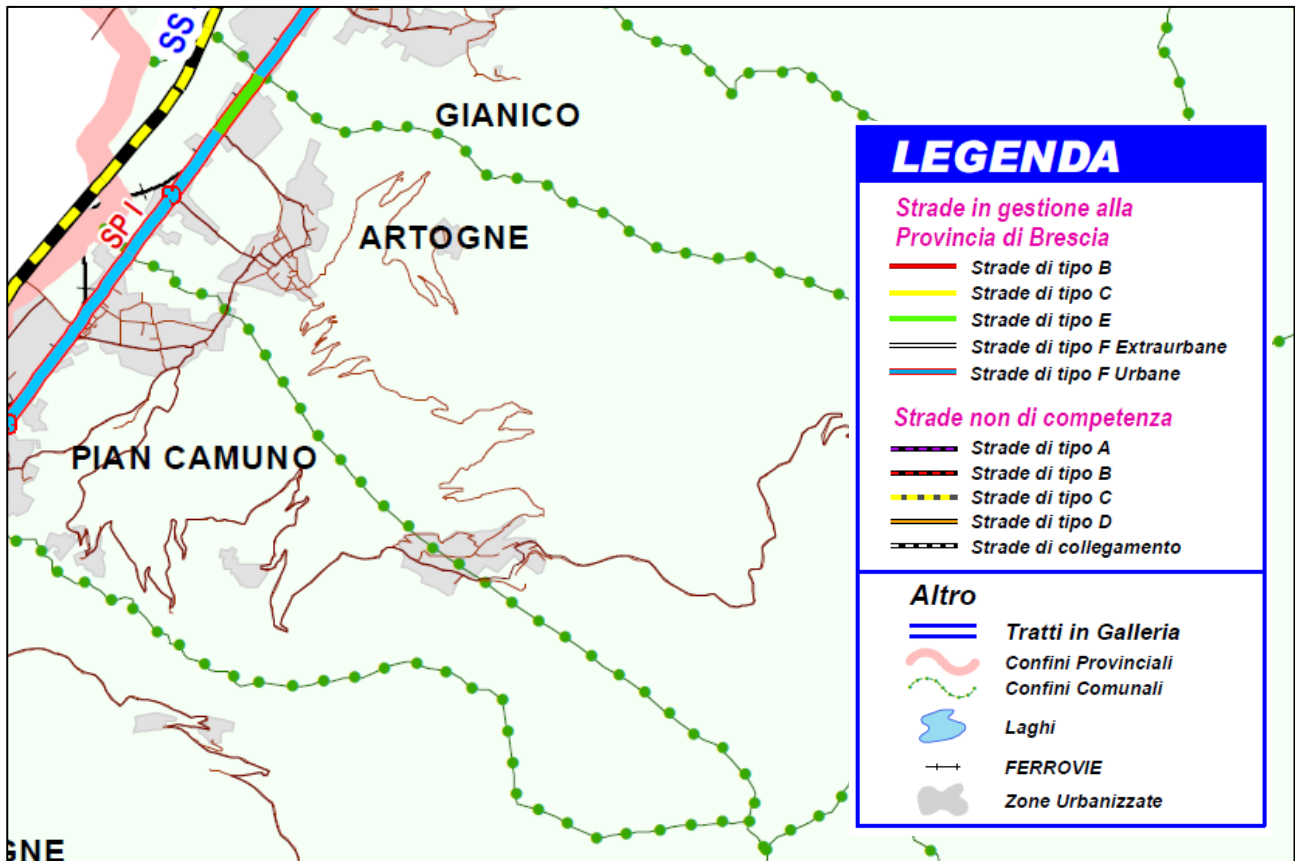 SS
GIANICO
SP I
ARTOGNE
PIAN CAMUNO
GNE
LEGENDA
Strade in gestione alla
Provincia di Brescia
Strade di tipo B
Strade di tipo C
Strade di tipo E
Strade di tipo F Extraurbane
Strade di tipo F Urbane
Strade non di competenza
Strade di tipo A
Strade di tipo B
Strade di tipo C
Strade di tipo D
Strade di collegamento
Altro
Tratti in Galleria
Confini Provinciali
Confini Comunali
Laghi
FERROVIE
Zone Urbanizzate